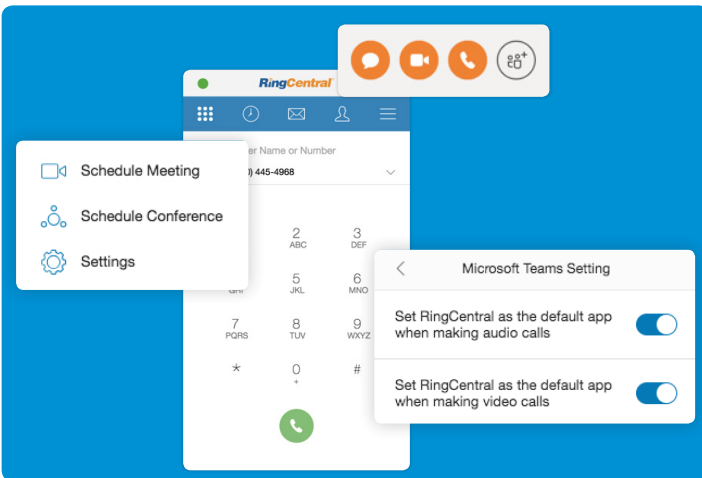 RingCentral
er Name or Number
) 445-4968
Schedule Meeting
Schedule Conference
Settings
2
ABC
3
DEF
5
JKL
6
MNO
7
PQRS
8
TUV
9
WXYZ
*
0
+
#
Microsoft Teams Setting
Set RingCentral as the default app
when making audio calls
Set RingCentral as the default app
when making video calls